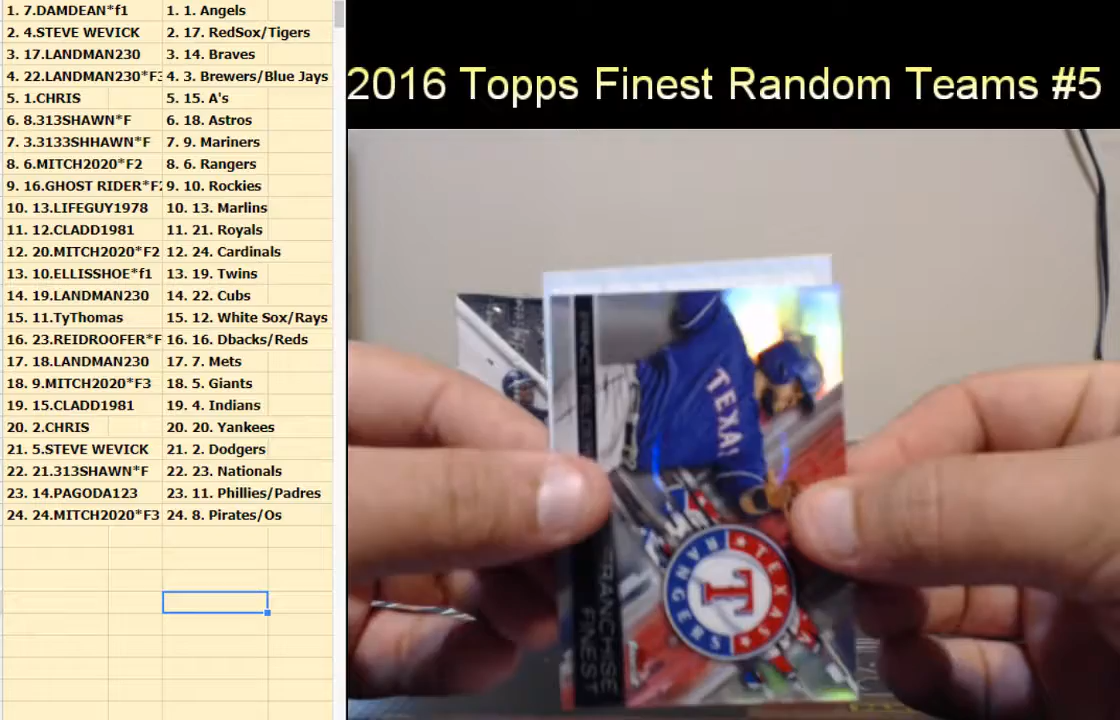 1. 7.DAMDEAN*f1 1. 1. Angels
2. 4.STEVE WEVICK 2. 17. RedSox/Tigers
3. 17.LANDMAN230 3. 14. Braves
4. 22.LANDMAN230*F3 4. 3. Brewers/Blue Jays
5. 1.CHRIS 5. 15. A's
6. 8.313SHAWN*F 6. 18. Astros
7. 3.3133SHHAWN*F 7. 9. Mariners
8. 6.MITCH2020*F2 8. 6. Rangers
9. 16.GHOST RIDER*F2 9. 10. Rockies
10. 13.LIFEGUY1978 10. 13. Marlins
11. 12.CLADD1981 11. 21. Royals
12. 20.MITCH2020*F2 12. 24. Cardinals
13. 10.ELLISSHOE*f1 13. 19. Twins
14. 19.LANDMAN230 14. 22. Cubs
15. 11.TyThomas 15. 12. White Sox/Rays
16. 23.REIDROOFER*F 16. 16. Dbacks/Reds
17. 18.LANDMAN230 17. 7. Mets
18. 9.MITCH2020*F3 18. 5. Giants
19. 15.CLADD1981 19. 4. Indians
20. 2.CHRIS 20. 20. Yankees
21. 5.STEVE WEVICK 21. 2. Dodgers
22. 21.313SHAWN*F 22. 23. Nationals
23. 14.PAGODA123 23. 11. Phillies/Padres
24. 24.MITCH2020*F3 24. 8. Pirates/Os
2016 Topps Finest Random Teams #5
TEXAS
TEXAS
RANGERS
T
FRANCHISE
FINEST